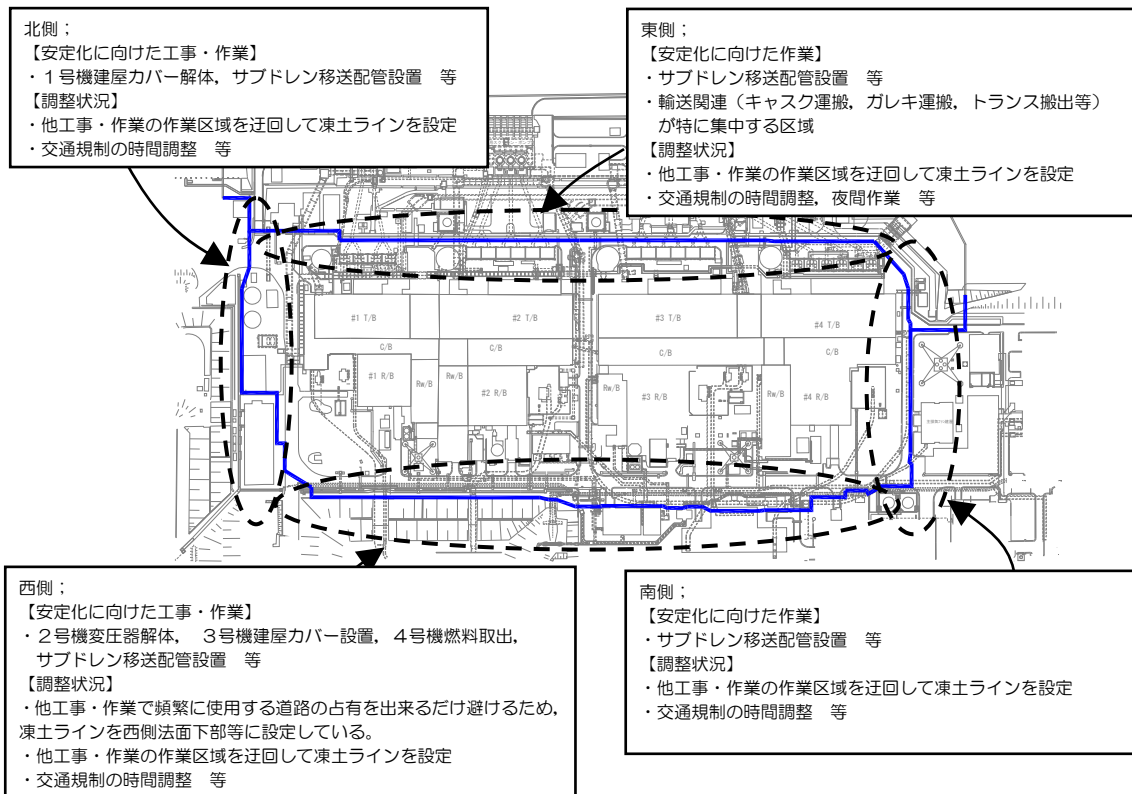 北側；
【安定化に向けた工事・作業】
・１号機建屋カバー解体，サブドレン移送配管設置　等
【調整状況】
・他工事・作業の作業区域を迂回して凍土ラインを設定
・交通規制の時間調整　等
東側；
【安定化に向けた作業】
・サブドレン移送配管設置　等
・輸送関連（キャスク運搬，ガレキ運搬，トランス搬出等）
が特に集中する区域
【調整状況】
・他工事・作業の作業区域を迂回して凍土ラインを設定
・交通規制の時間調整，夜間作業　等
#1 T/B
#2 T/B
#3 T/B
#4 T/B
C/B
C/B
C/B
C/B
#1 R/B
Rw/B
Rw/B
#2 R/B
Rw/B
#3 R/B
Rw/B
#4 R/B
西側；
【安定化に向けた工事・作業】
・２号機変圧器解体，　３号機建屋カバー設置，４号機燃料取出，
サブドレン移送配管設置　等
【調整状況】
・他工事・作業で頻繁に使用する道路の占有を出来るだけ避けるため，
凍土ラインを西側法面下部等に設定している。
・他工事・作業の作業区域を迂回して凍土ラインを設定
・交通規制の時間調整　等
南側；
【安定化に向けた作業】
・サブドレン移送配管設置　等
【調整状況】
・他工事・作業の作業区域を迂回して凍土ラインを設定
・交通規制の時間調整　等